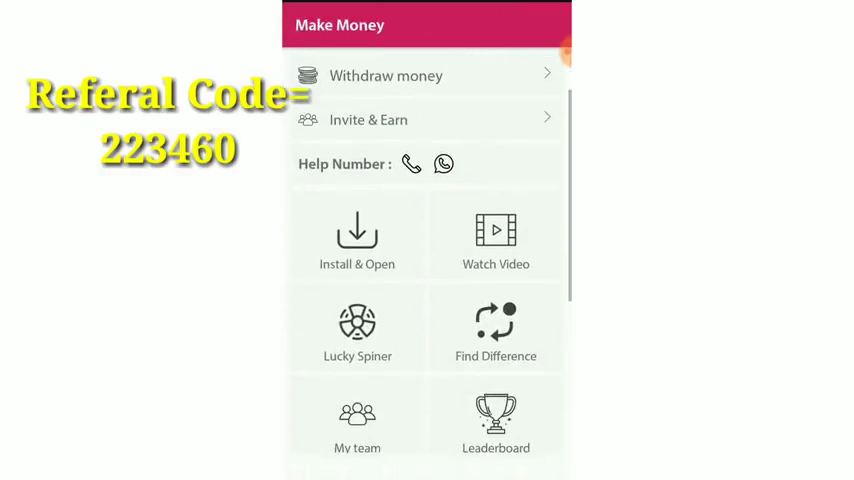 Make Money
Withdraw money
Referal Code=
223460
Invite & Earn
Help Number :
Install & Open
Watch Video
Lucky Spiner
Find Difference
My team
Leaderboard